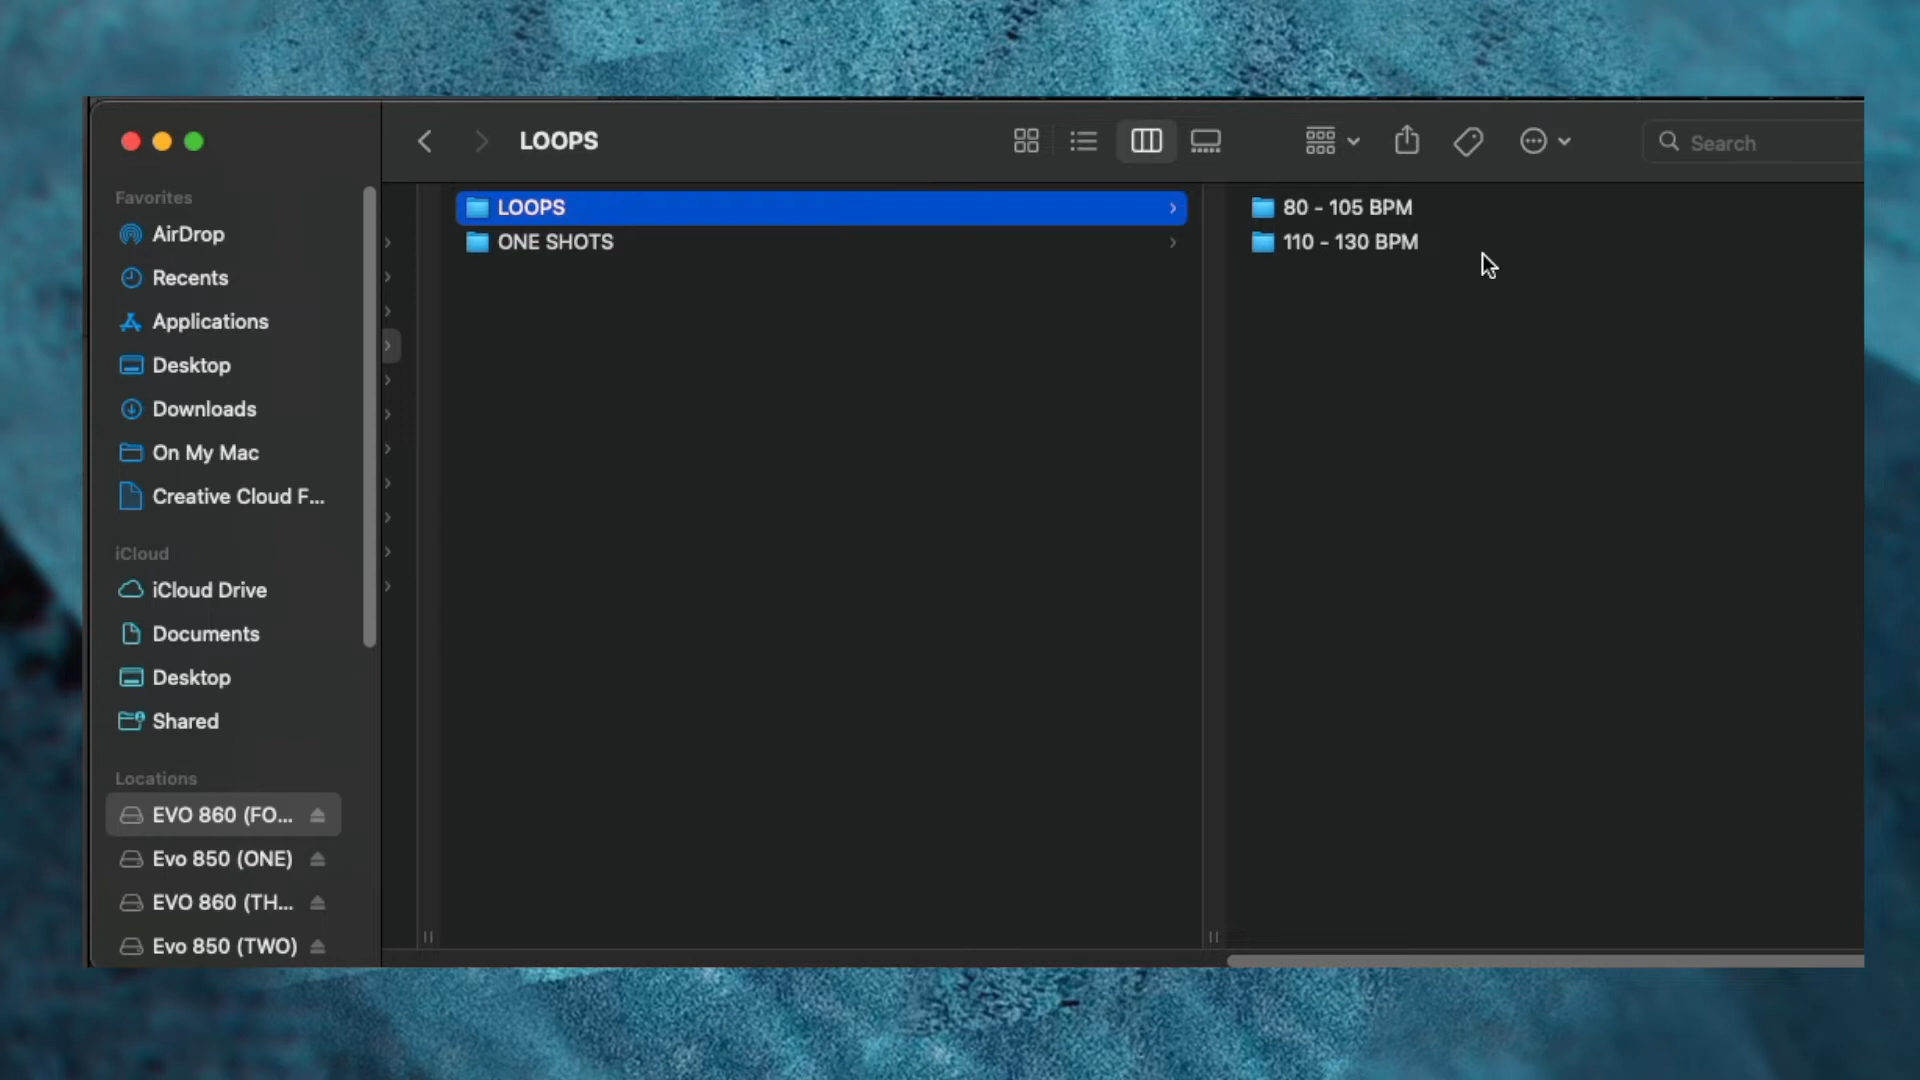 LOOPS
Search
Favorites
AirDrop
Recents
Applications
Desktop
Downloads
On My Mac
Creative Cloud F...
iCloud
iCloud Drive
Documents
Desktop
Shared
Locations
EVO 860 (FO...
Evo 850 (ONE)
EVO 860 (TH...
Evo 850 (TWO)
LOOPS
ONE SHOTS
80 - 105 BPM
110 - 130 BPM